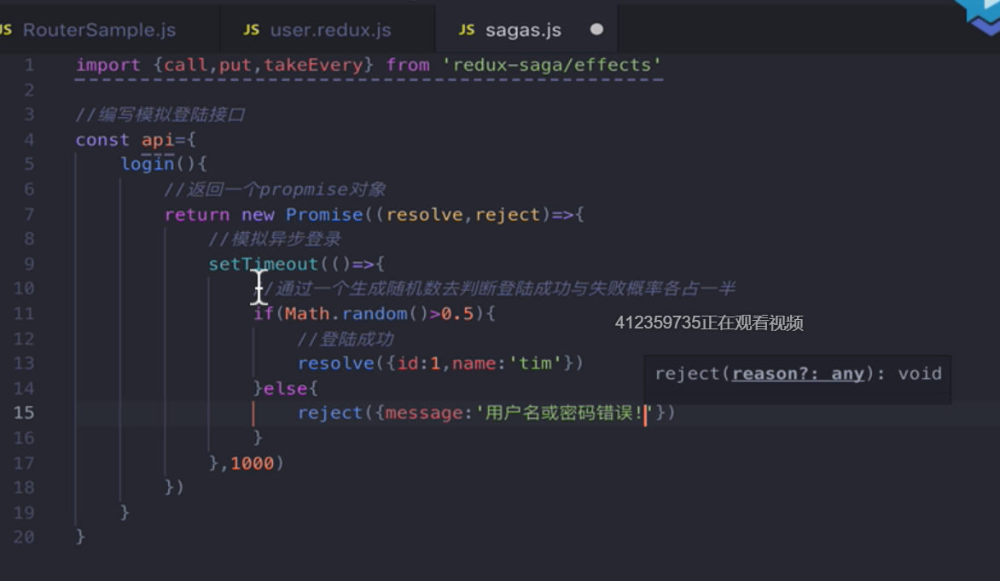 JS RouterSample.js JS user.redux.js JS sagas.js
1 import {call,put,takeEvery} from 'redux-saga/effects'
2
3 //编写模拟登陆接口
4 const api={
5 login(){
6 //返回一个propmise对象
7 return new Promise((resolve,reject)=>{
8 //模拟异步登录
9 setTimeout(()=>{
10 //通过一个生成随机数去判断登陆成功与失败概率各占一半
11 if(Math.random()>0.5){
412359735正在观看视频
12 //登陆成功
13 resolve({id:1,name:'tim'})
reject(reason?: any): void
14 }else{
15 reject({message:'用户名或密码错误!'})
16 }
17 },1000)
18 })
19 }
20 }